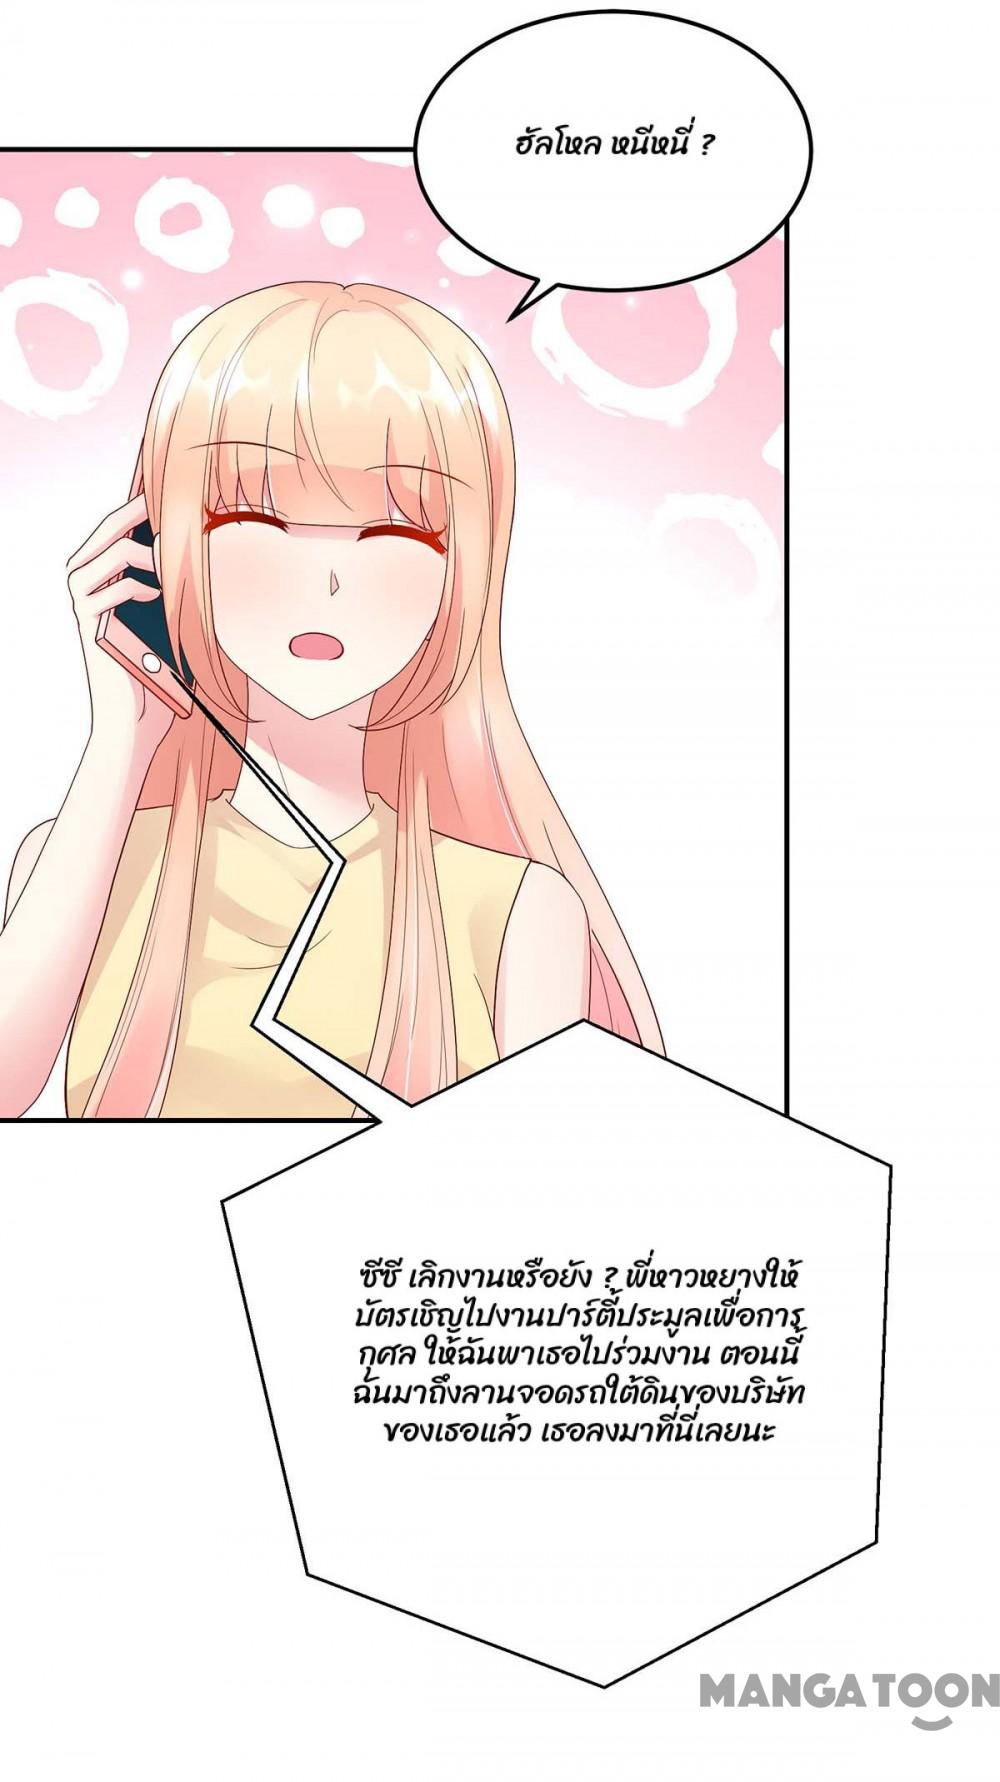 ฮัลโหล หนีหนี่ ?
ซีซี เลิกงานหรือยัง ? พี่หาวหยางให้
บัตรเชิญไปงานปาร์ตี้ประมูลเพื่อการ
กุศล ให้ฉันพาเธอไปร่วมงาน ตอนนี้
ฉันมาถึงลานจอดรถใต้ดินของบริษัท
ของเธอแล้ว เธอลงมาที่นี่เลยนะ
MANGATOON